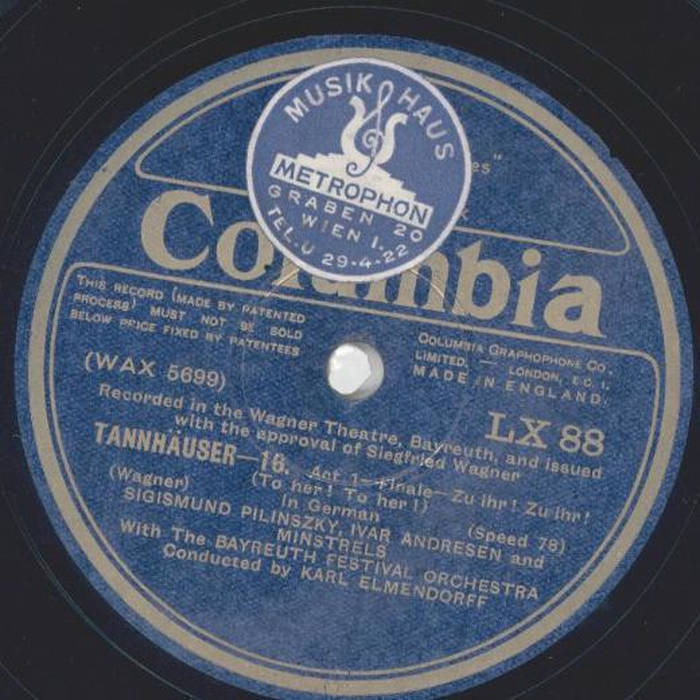 MUSIKHAUS
METROPHON
GRABEN 20
WIEN I.
TEL. U 29-4-22
Columbia
THIS RECORD (MADE BY PATENTED
PROCESS) MUST NOT BE SOLD
BELOW PRICE FIXED BY PATENTEES
COLUMBIA GRAPHOPHONE CO.
LIMITED. — LONDON, E.C.1.
MADE IN ENGLAND.
(WAX 5699)
LX 88
Recorded in the Wagner Theatre, Bayreuth, and issued
with the approval of Siegfried Wagner
TANNHÄUSER—16. Act 1—Finale—Zu ihr! Zu ihr!
(Wagner) (To her! To her!) (Speed 78)
In German
SIGISMUND PILINSZKY, IVAR ANDRESEN and
MINSTRELS
With The BAYREUTH FESTIVAL ORCHESTRA
Conducted by KARL ELMENDORFF